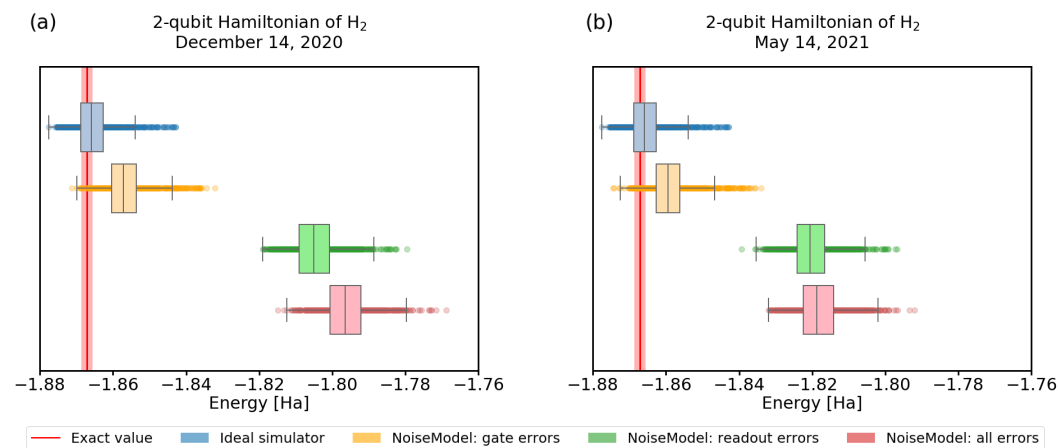 (a)
2-qubit Hamiltonian of H₂
December 14, 2020
−1.88 −1.86 −1.84 −1.82 −1.80 −1.78 −1.76
Energy [Ha]
(b)
2-qubit Hamiltonian of H₂
May 14, 2021
−1.88 −1.86 −1.84 −1.82 −1.80 −1.78 −1.76
Energy [Ha]
Exact value Ideal simulator NoiseModel: gate errors NoiseModel: readout errors NoiseModel: all errors